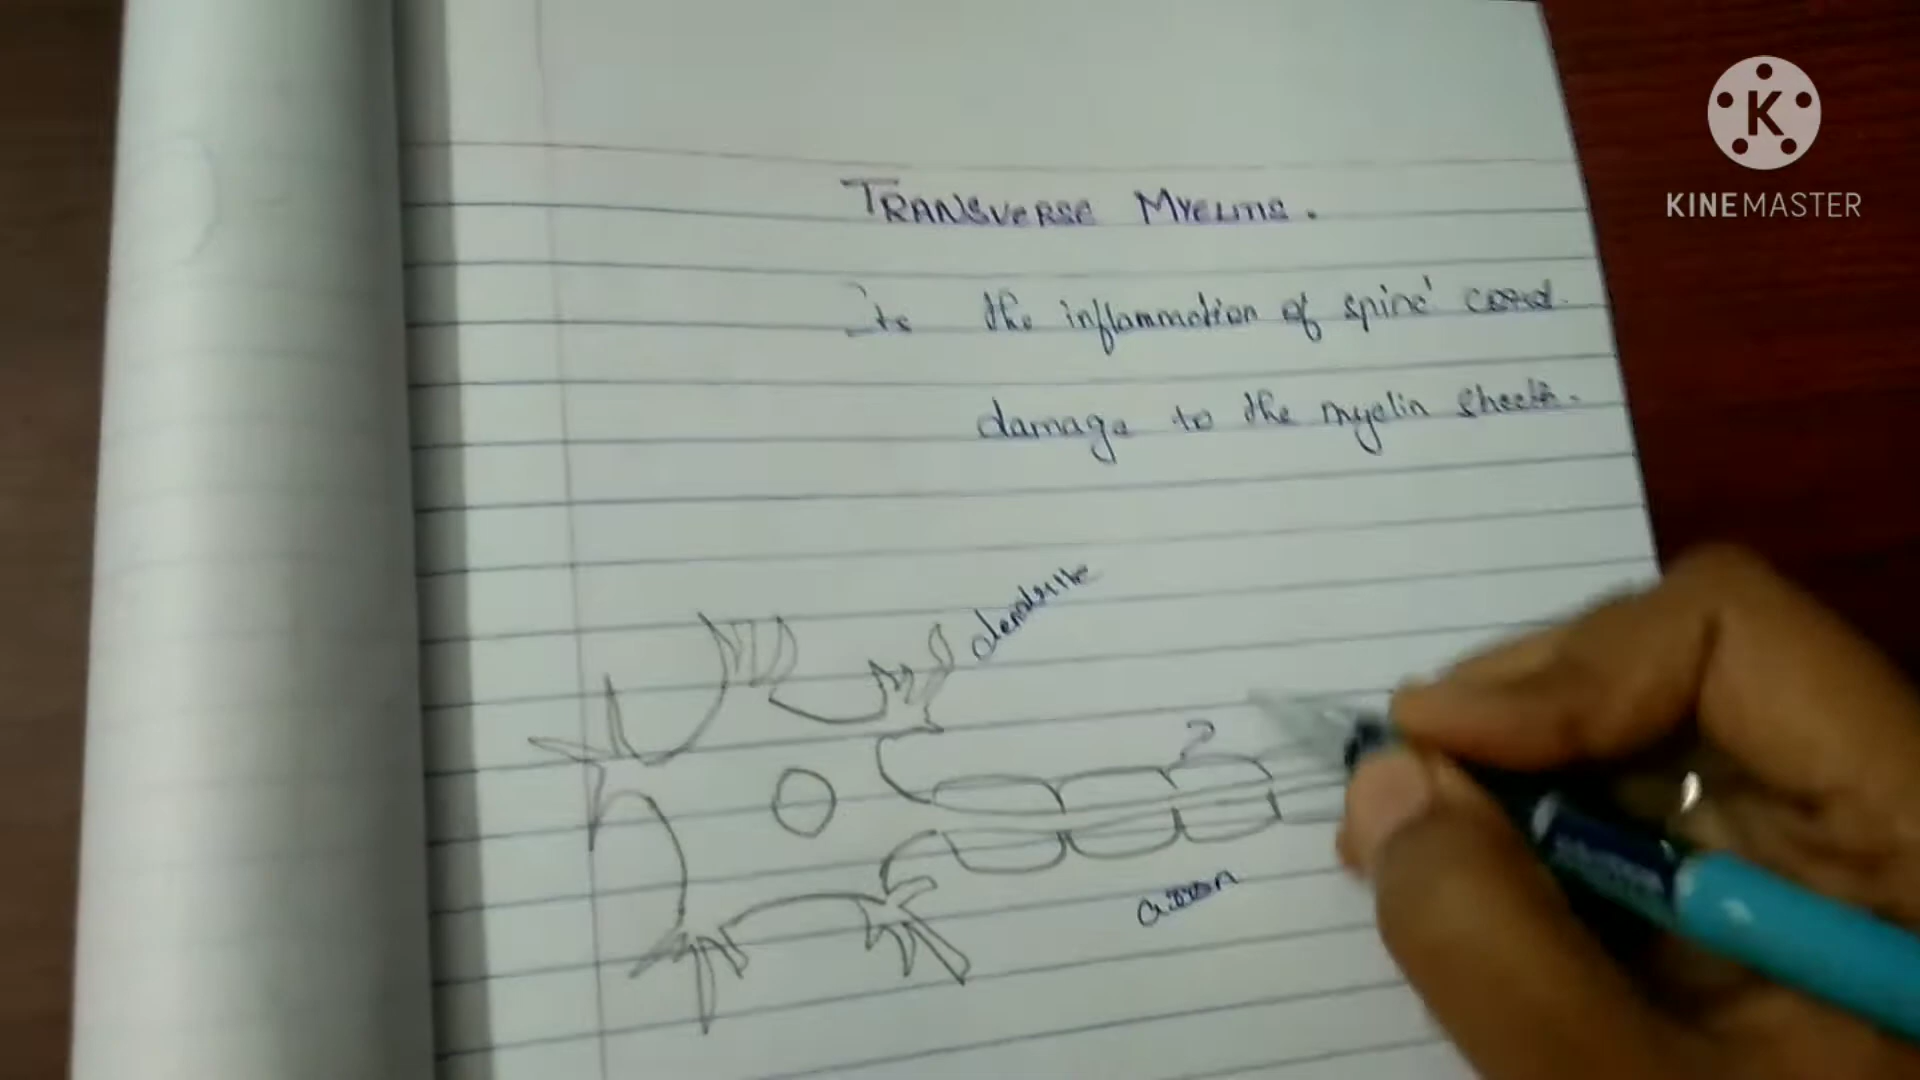 K
KINEMASTER
TRANSVERSE MYELITIS.
the inflammation of spine' cord.
damage to the myelin sheath.
dendrite
axon